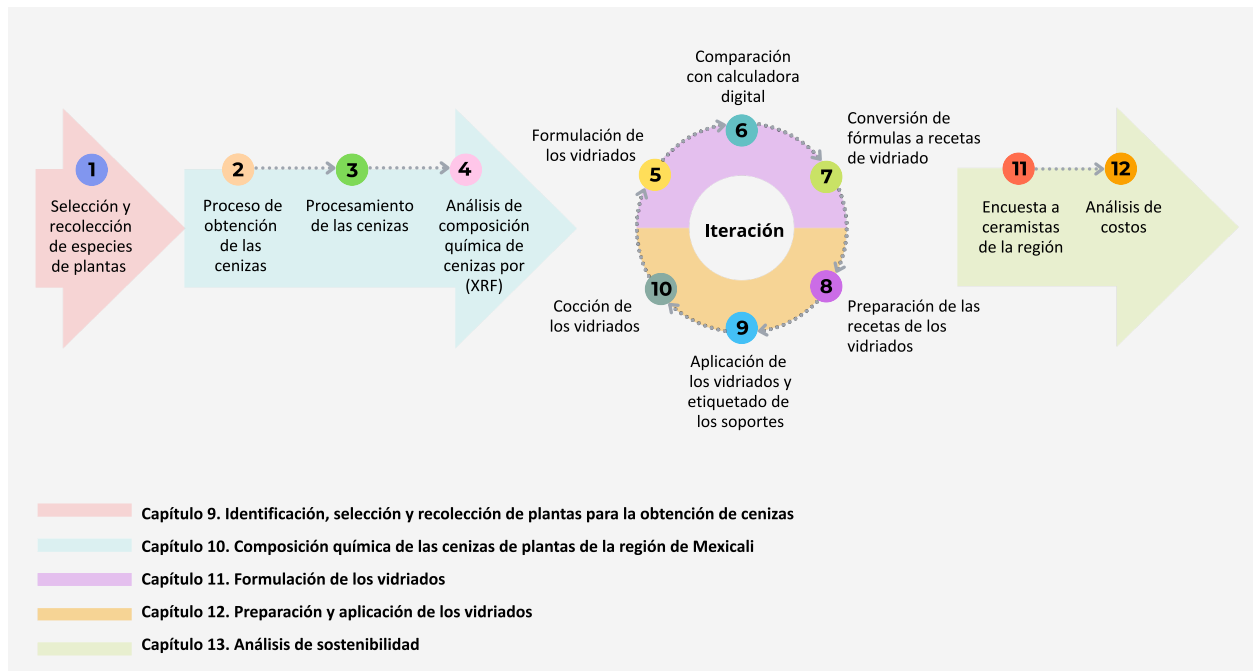 1
Selección y
recolección
de especies
de plantas
2
Proceso de
obtención
de las
cenizas
3
Procesamiento
de las cenizas
4
Análisis de
composición
química de
cenizas por
(XRF)
5
Formulación de
los vidriados
Comparación
con calculadora
digital
6
Conversión de
fórmulas a recetas
de vidriado
7
Iteración
8
Preparación de las
recetas de los
vidriados
9
Aplicación de
los vidriados y
etiquetado de
los soportes
10
Cocción de
los vidriados
11
Encuesta a
ceramistas
de la región
12
Análisis de
costos
Capítulo 9. Identificación, selección y recolección de plantas para la obtención de cenizas
Capítulo 10. Composición química de las cenizas de plantas de la región de Mexicali
Capítulo 11. Formulación de los vidriados
Capítulo 12. Preparación y aplicación de los vidriados
Capítulo 13. Análisis de sostenibilidad